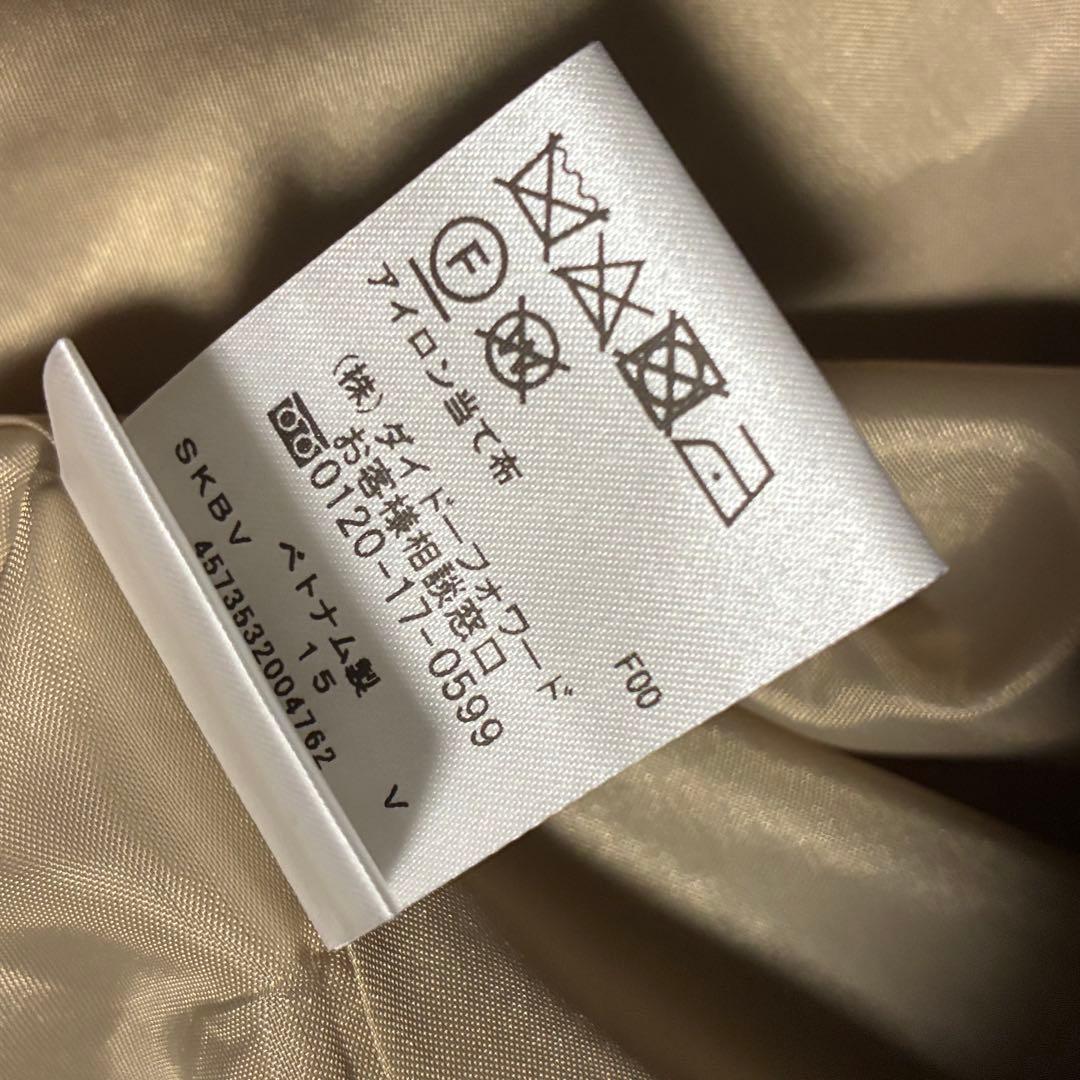 F
W
アイロン当て布
(株)ダイドーフォワード
お客様相談窓口
0120-17-0599
F00
SKBV ベトナム製
15
4573532004762
V